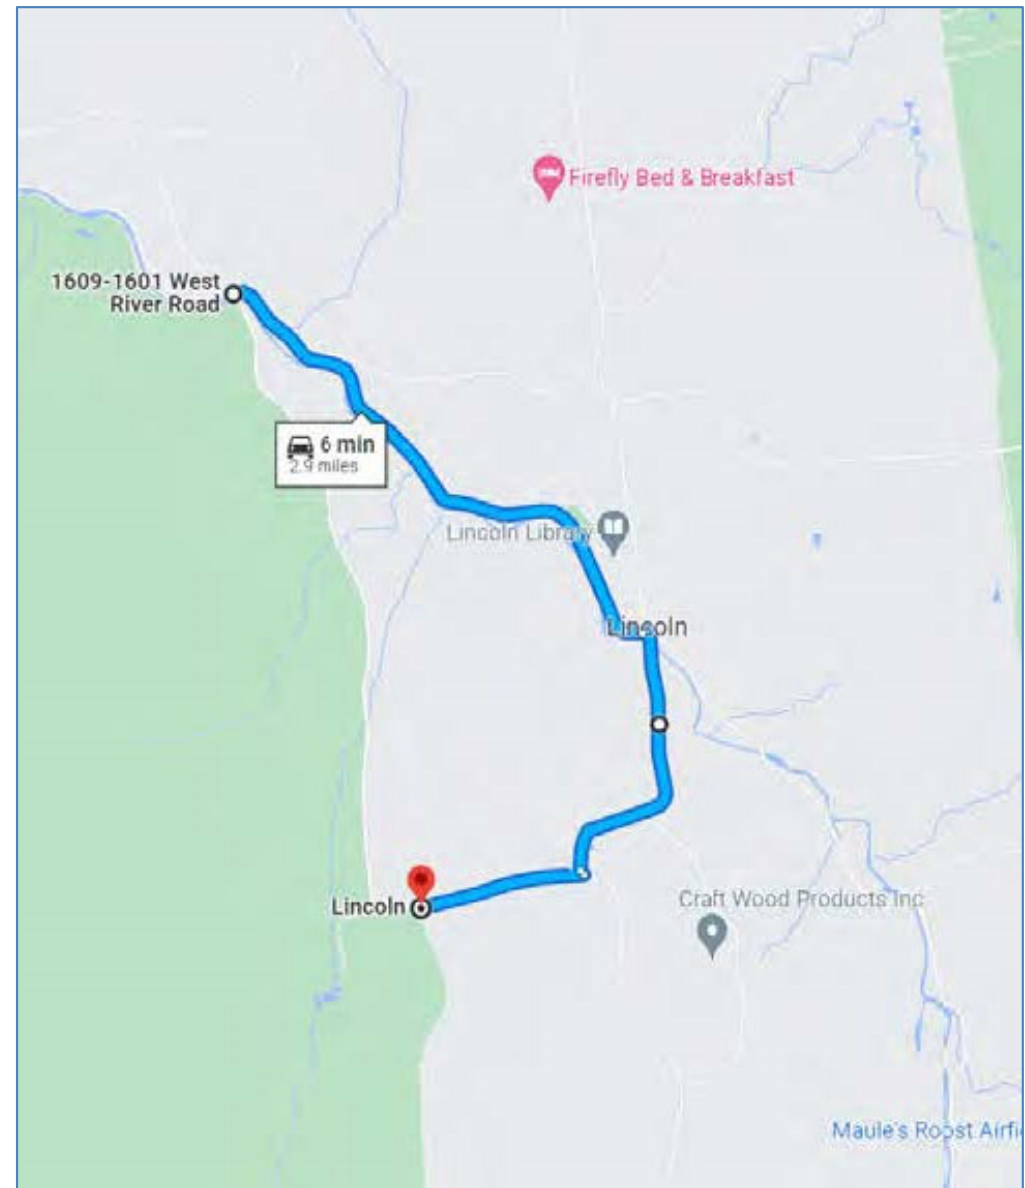 Firefly Bed & Breakfast
1609-1601 West
River Road
6 min
2.9 miles
Lincoln Library
Lincoln
Lincoln
Craft Wood Products Inc
Maule's Roost Airfi